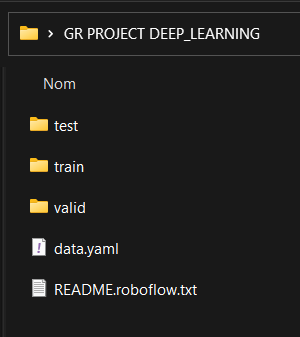 GR PROJECT DEEP_LEARNING
Nom
test
train
valid
data.yaml
README.roboflow.txt